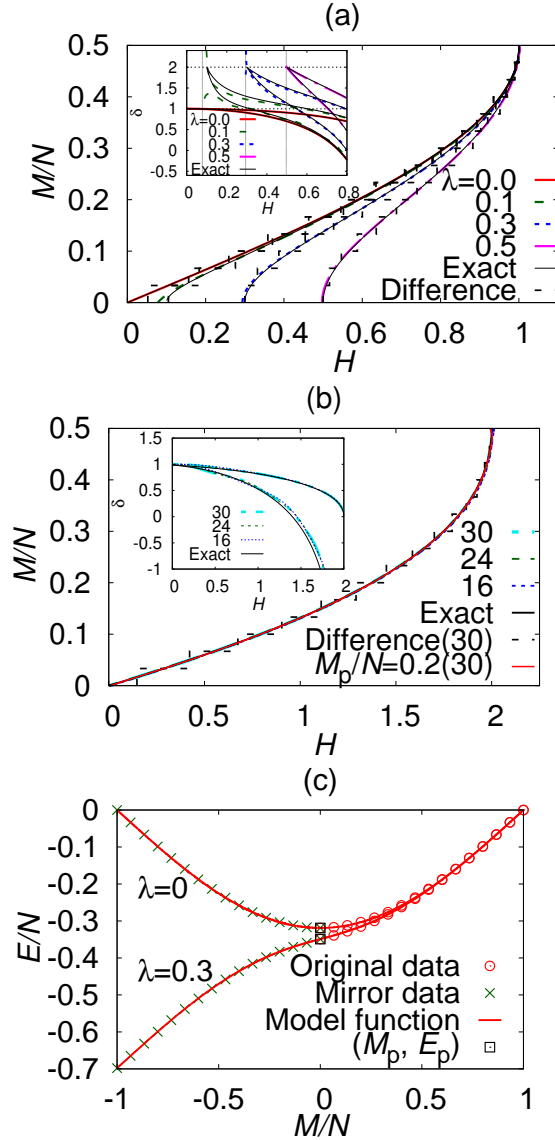 (a)
M/N
0.5
0.4
0.3
0.2
0.1
0
0 0.2 0.4 0.6 0.8 1
H
δ
2
1.5
1
0.5
0
-0.5
0 0.2 0.4 0.6 0.8
H
λ=0.0
0.1
0.3
0.5
Exact
λ=0.0
0.1
0.3
0.5
Exact
Difference
(b)
M/N
0.5
0.4
0.3
0.2
0.1
0
0 0.5 1 1.5 2
H
δ
1.5
1
0.5
0
-0.5
-1
0 0.5 1 1.5 2
H
30
24
16
Exact
30
24
16
Exact
Difference(30)
Mp/N=0.2(30)
(c)
E/N
0
-0.1
-0.2
-0.3
-0.4
-0.5
-0.6
-0.7
-1 -0.5 0 0.5 1
M/N
λ=0
λ=0.3
Original data
Mirror data
Model function
(Mp, Ep)